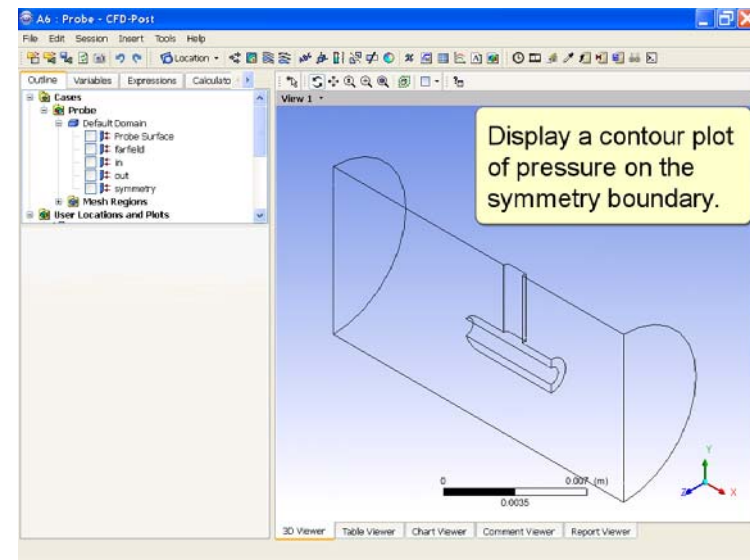 A6 : Probe - CFD-Post
File Edit Session Insert Tools Help
Location
Outline Variables Expressions Calculato
View 1
Cases
Probe
Default Domain
Probe Surface
farfield
in
out
symmetry
Mesh Regions
User Locations and Plots
Display a contour plot
of pressure on the
symmetry boundary.
0 0.007 (m)
0.0035
Y
Z X
3D Viewer Table Viewer Chart Viewer Comment Viewer Report Viewer